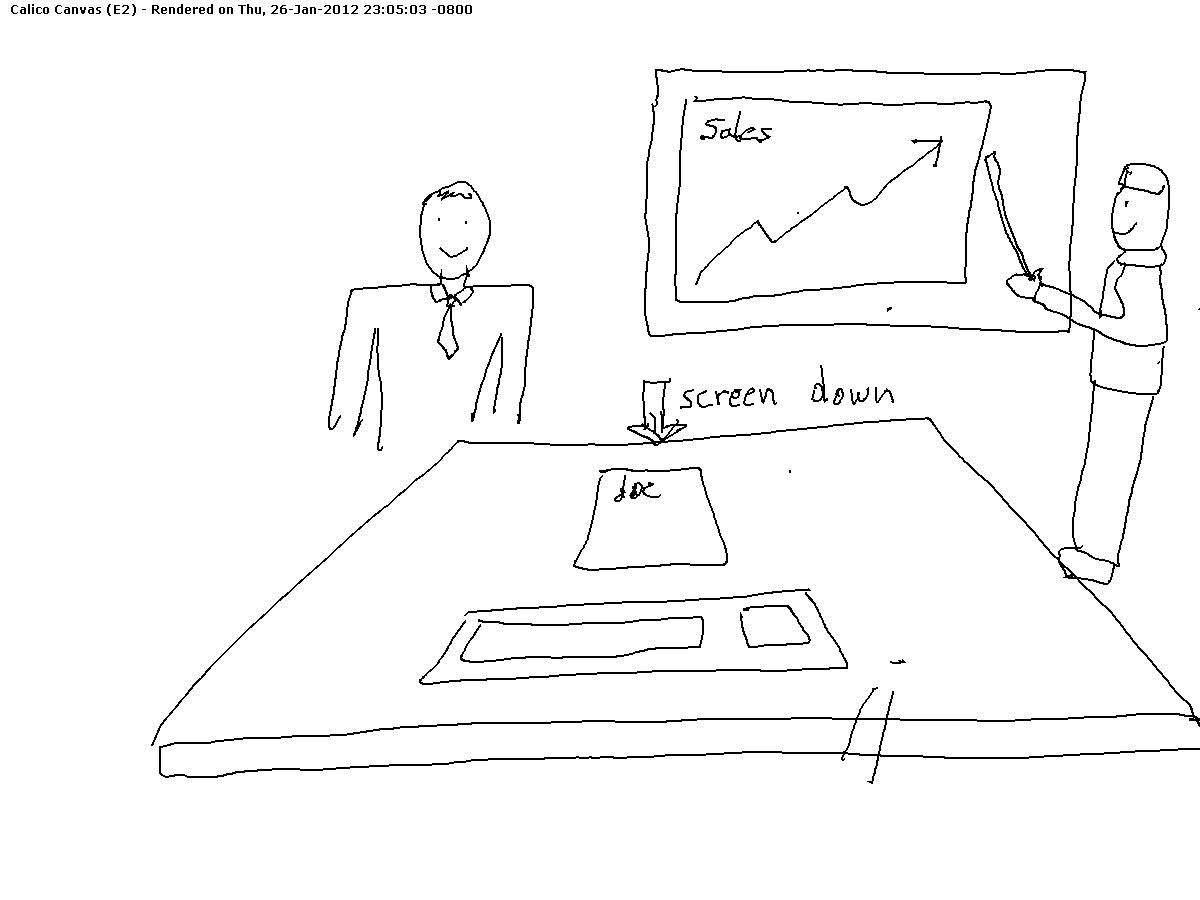 Calico Canvas (E2) - Rendered on Thu, 26-Jan-2012 23:05:03 -0800
Sales
screen down
doc